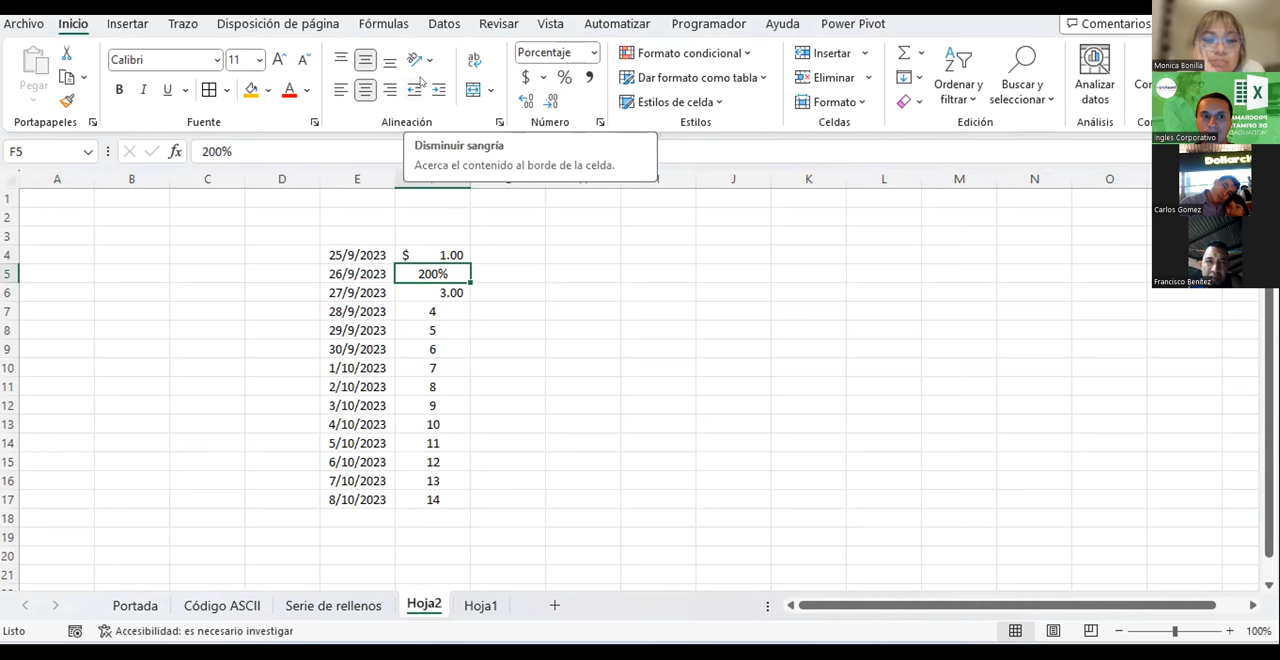 Archivo Inicio Insertar Trazo Disposición de página Fórmulas Datos Revisar Vista Automatizar Programador Ayuda Power Pivot Comentarios
Pegar
Portapapeles
Calibri 11
N K S
Fuente
Alineación
Porcentaje
$ % 
Número
Formato condicional
Dar formato como tabla
Estilos de celda
Estilos
Insertar
Eliminar
Formato
Celdas
Ordenar y filtrar
Buscar y seleccionar
Edición
Analizar datos
Análisis
F5 fx 200%
Disminuir sangría
Acerca el contenido al borde de la celda.
A B C D E J K L M N O
1
2
3
4 25/9/2023 $ 1.00
5 26/9/2023 200%
6 27/9/2023 3.00
7 28/9/2023 4
8 29/9/2023 5
9 30/9/2023 6
10 1/10/2023 7
11 2/10/2023 8
12 3/10/2023 9
13 4/10/2023 10
14 5/10/2023 11
15 6/10/2023 12
16 7/10/2023 13
17 8/10/2023 14
18
19
20
21
Portada Código ASCII Serie de rellenos Hoja2 Hoja1
Listo Accesibilidad: es necesario investigar 100%
Monica Bonilla
Ingles Corporativo
Carlos Gomez
Francisco Benítez